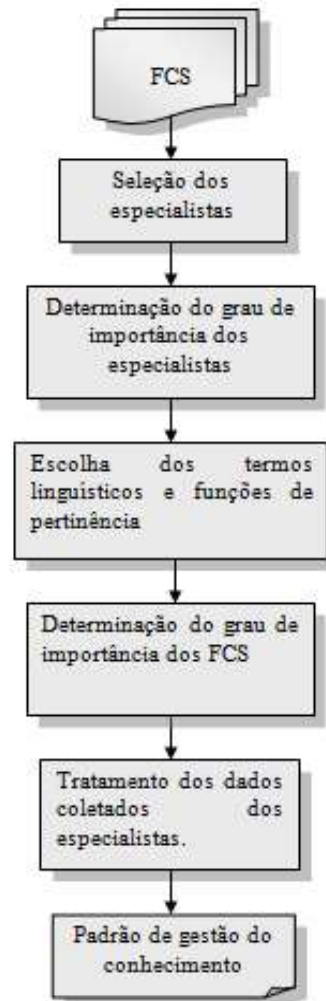 FCS
Seleção dos
especialistas
Determinação do grau de
importância dos
especialistas
Escolha dos termos
linguísticos e funções de
pertinência
Determinação do grau de
importância dos FCS
Tratamento dos dados
coletados dos
especialistas.
Padrão de gestão do
conhecimento